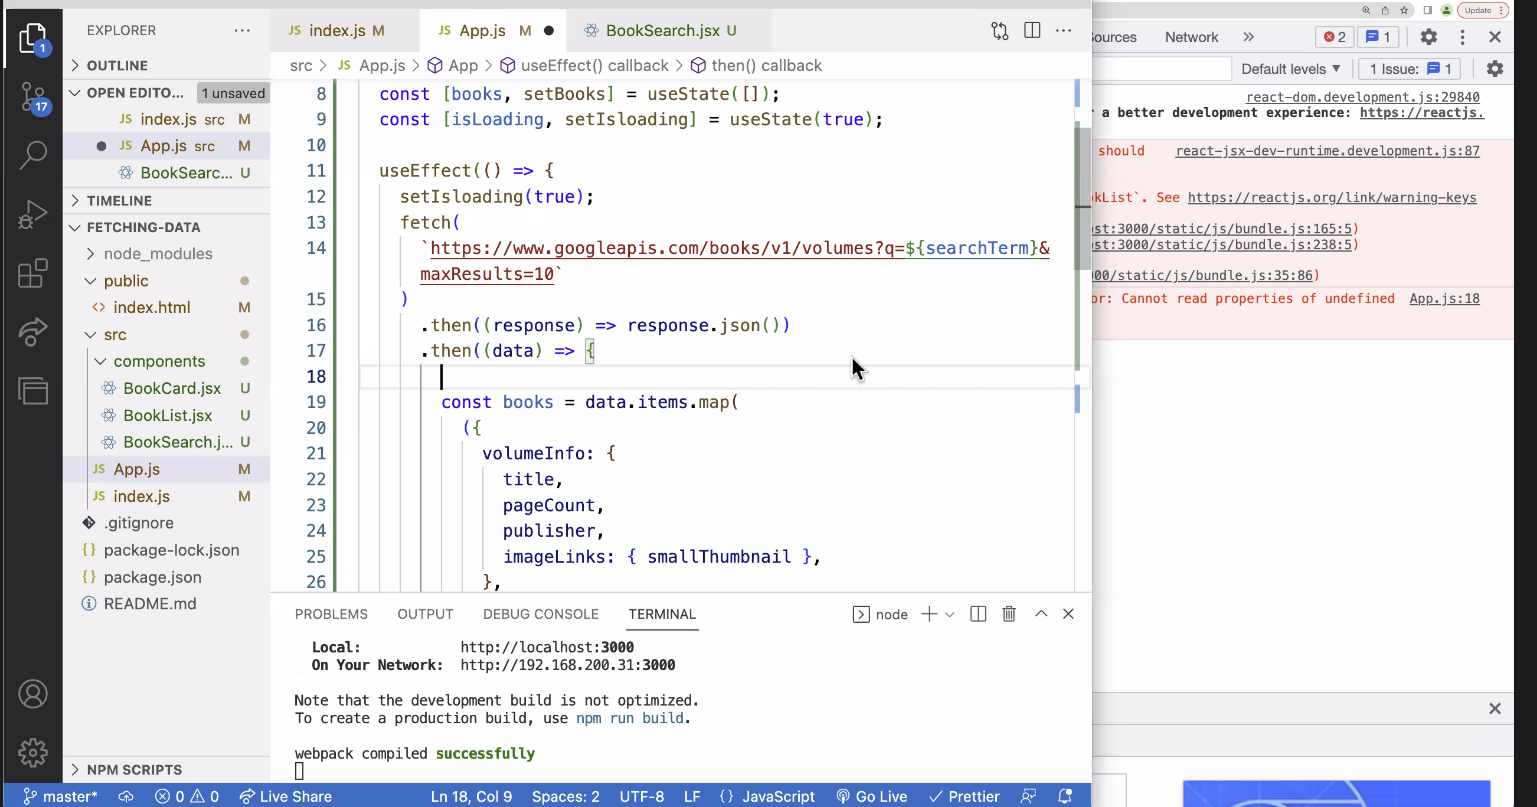 Update
EXPLORER
JS index.js M
JS App.js M
BookSearch.jsx U
ources
Network
2
1
OUTLINE
src > JS App.js > App > useEffect() callback > then() callback
Default levels
1 Issue: 1
OPEN EDITO... 1 unsaved
JS index.js src M
JS App.js src M
BookSearc... U
TIMELINE
FETCHING-DATA
node_modules
public
index.html M
src
components
BookCard.jsx U
BookList.jsx U
BookSearch.j... U
JS App.js M
JS index.js M
.gitignore
package-lock.json
package.json
README.md
NPM SCRIPTS
1
17
8 const [books, setBooks] = useState([]);
9 const [isLoading, setIsloading] = useState(true);
10
11 useEffect(() => {
12 setIsloading(true);
13 fetch(
14 `https://www.googleapis.com/books/v1/volumes?q=${searchTerm}&
maxResults=10`
15 )
16 .then((response) => response.json())
17 .then((data) => {
18
19 const books = data.items.map(
20 ({
21 volumeInfo: {
22 title,
23 pageCount,
24 publisher,
25 imageLinks: { smallThumbnail },
26 },
react-dom.development.js:29840
a better development experience: https://reactjs.
should react-jsx-dev-runtime.development.js:87
kList`. See https://reactjs.org/link/warning-keys
st:3000/static/js/bundle.js:165:5)
st:3000/static/js/bundle.js:238:5)
00/static/js/bundle.js:35:86)
or: Cannot read properties of undefined App.js:18
PROBLEMS OUTPUT DEBUG CONSOLE TERMINAL
node
Local: http://localhost:3000
On Your Network: http://192.168.200.31:3000
Note that the development build is not optimized.
To create a production build, use npm run build.
webpack compiled successfully
master* 0 0 Live Share Ln 18, Col 9 Spaces: 2 UTF-8 LF {} JavaScript Go Live Prettier